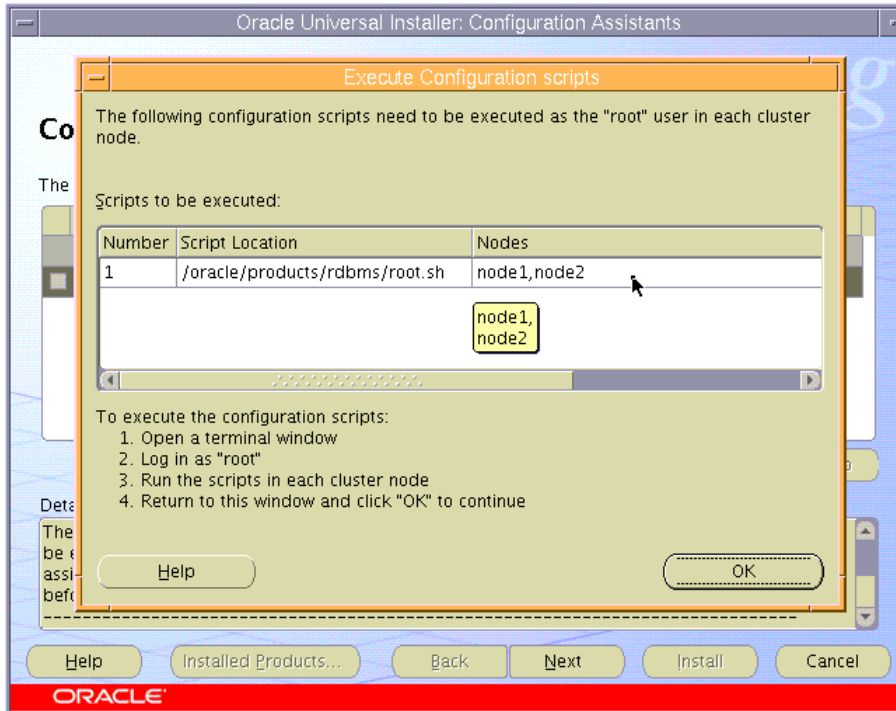 Oracle Universal Installer: Configuration Assistants
g
Execute Configuration scripts
Co
The following configuration scripts need to be executed as the "root" user in each cluster
node.
The
Scripts to be executed:
Number Script Location Nodes
1 /oracle/products/rdbms/root.sh node1,node2
node1,
node2
To execute the configuration scripts:
1. Open a terminal window
2. Log in as "root"
3. Run the scripts in each cluster node
4. Return to this window and click "OK" to continue
Deta
The
be e
assi
befo
Help OK
--------------------------------------------------------------------------------
Help Installed Products... Back Next Install Cancel
ORACLE